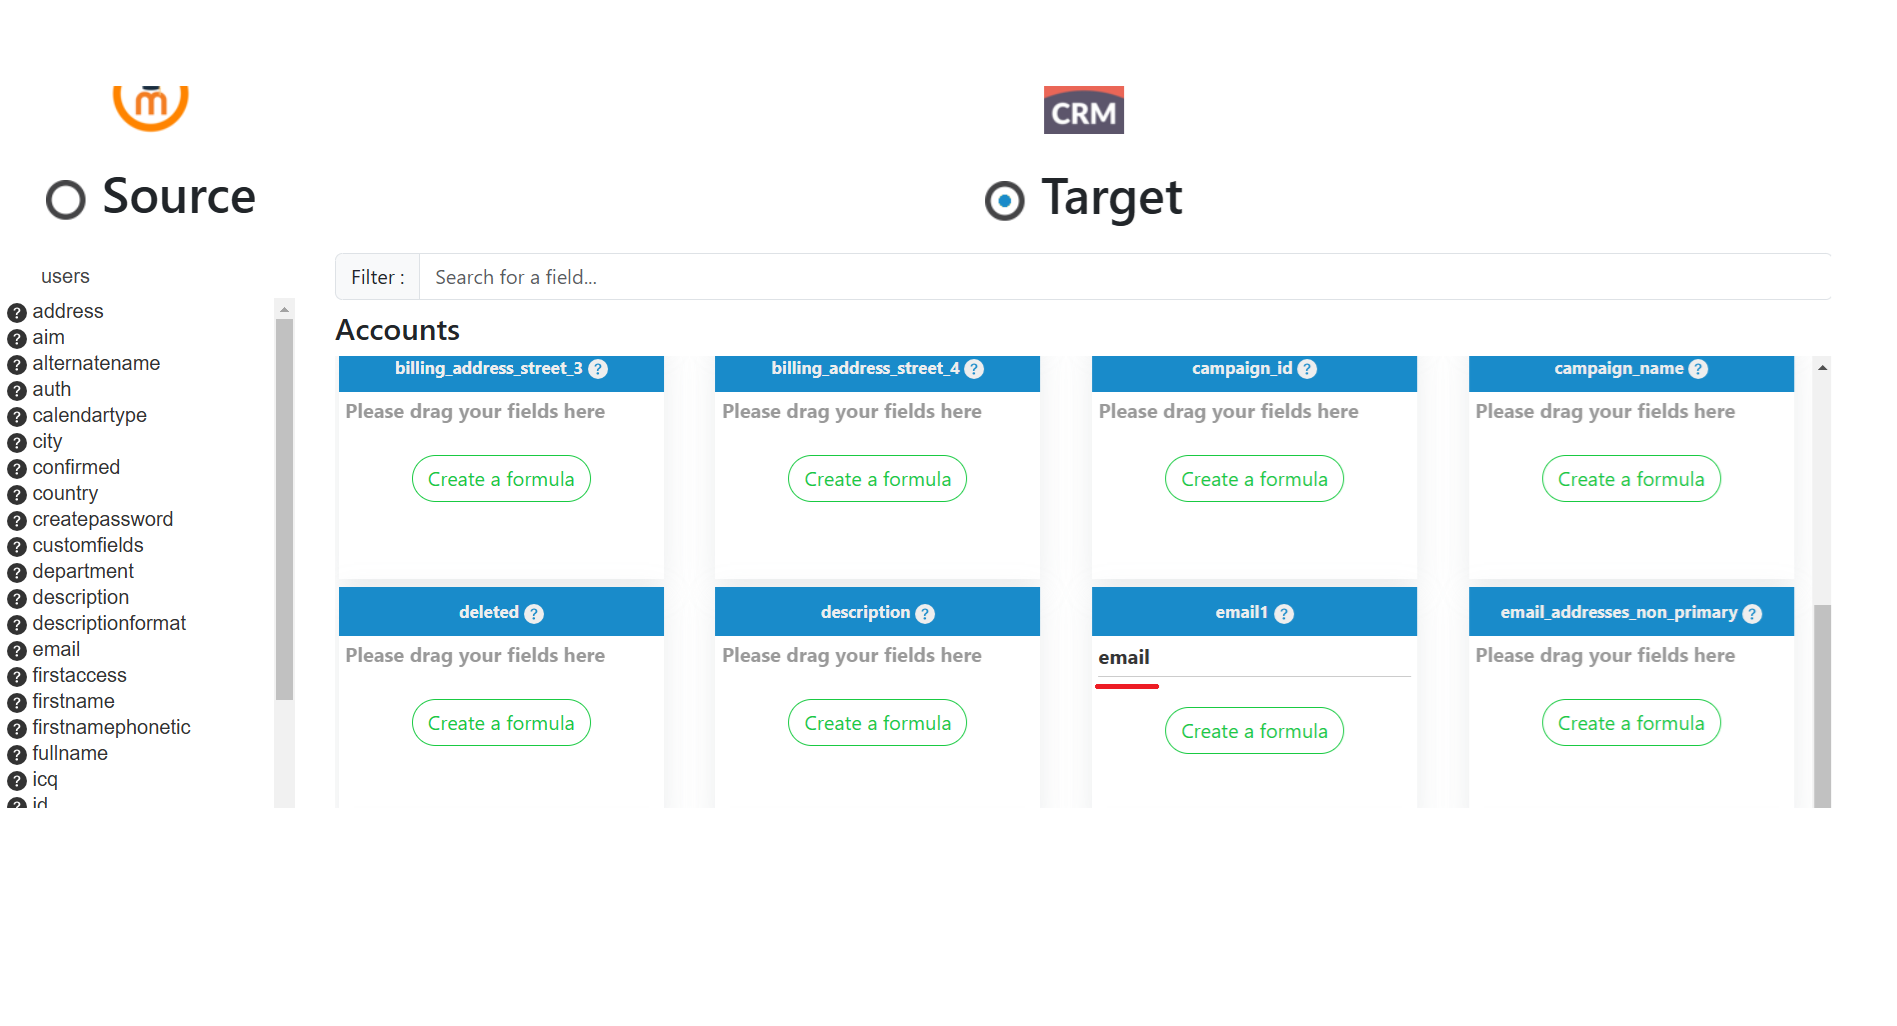 m
CRM
Source
Target
users
Filter :
Search for a field...
Accounts
? address
? aim
? alternatename
? auth
? calendartype
? city
? confirmed
? country
? createpassword
? customfields
? department
? description
? descriptionformat
? email
? firstaccess
? firstname
? firstnamephonetic
? fullname
? icq
? id
billing_address_street_3 ?
Please drag your fields here
Create a formula
billing_address_street_4 ?
Please drag your fields here
Create a formula
campaign_id ?
Please drag your fields here
Create a formula
campaign_name ?
Please drag your fields here
Create a formula
deleted ?
Please drag your fields here
Create a formula
description ?
Please drag your fields here
Create a formula
email1 ?
email
Create a formula
email_addresses_non_primary ?
Please drag your fields here
Create a formula